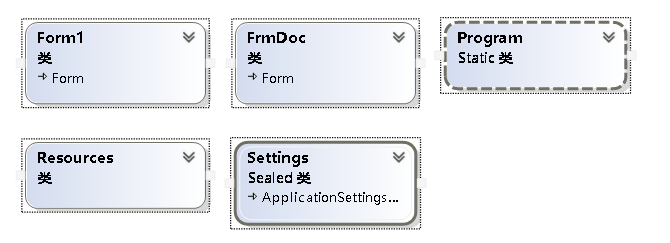 Form1
类
Form
FrmDoc
类
Form
Program
Static 类
Resources
类
Settings
Sealed 类
ApplicationSettings...